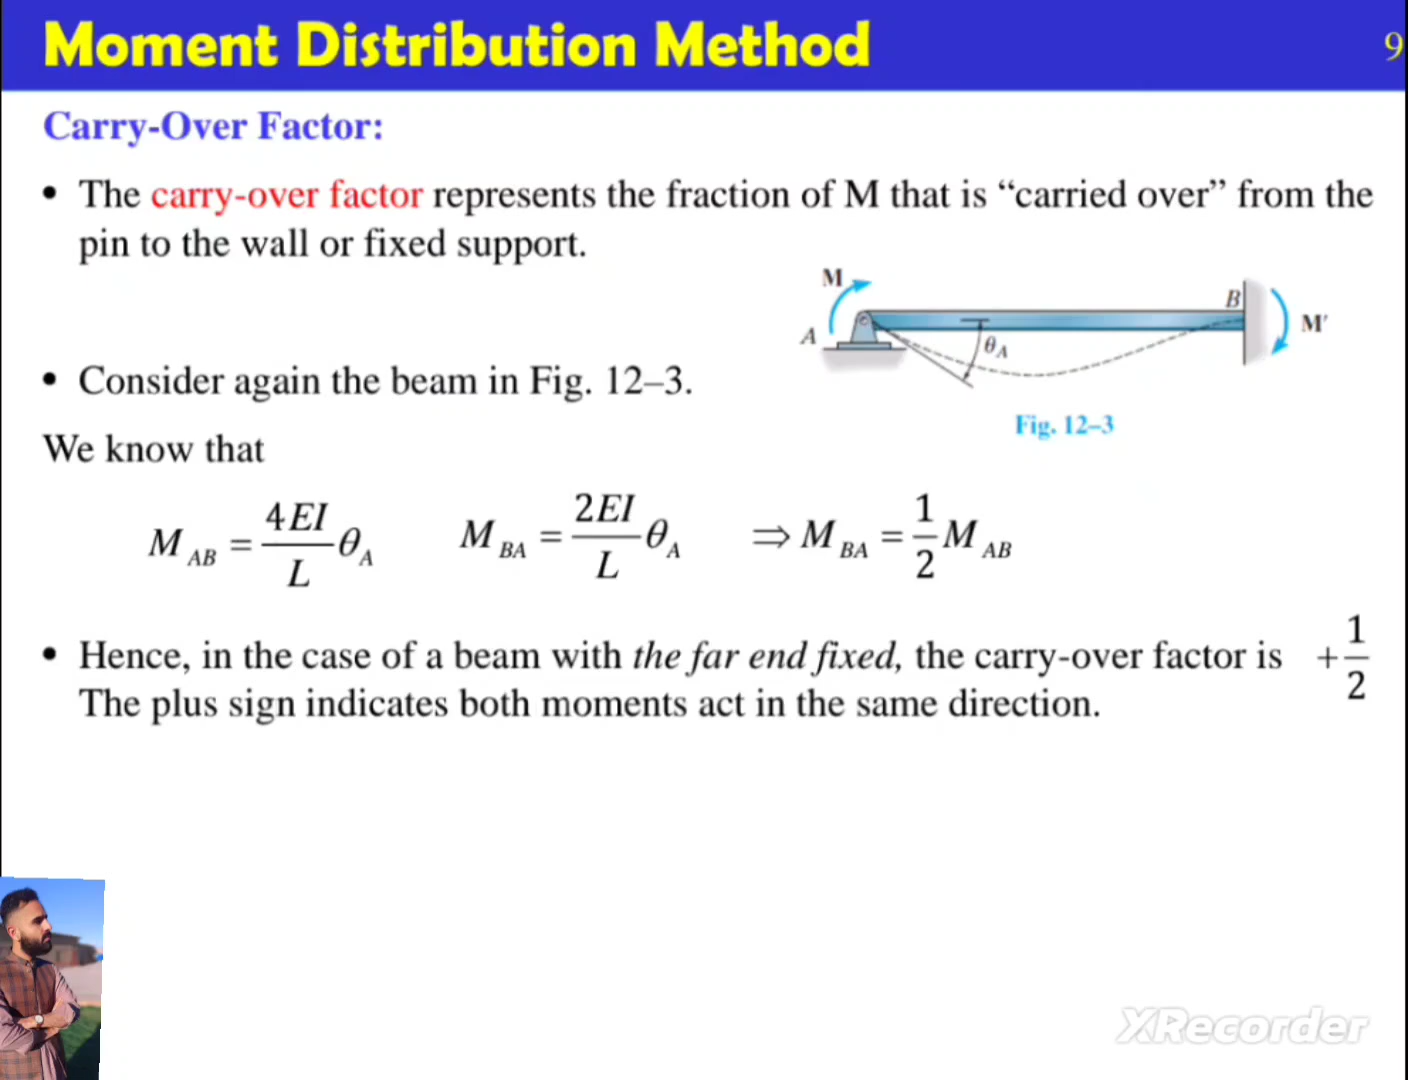 Moment Distribution Method
9
Carry-Over Factor:
• The carry-over factor represents the fraction of M that is “carried over” from the
pin to the wall or fixed support.
M
A
B
M′
θA
Fig. 12–3
• Consider again the beam in Fig. 12–3.
We know that
M_AB = 4EI/L θ_A    M_BA = 2EI/L θ_A    ⇒ M_BA = 1/2 M_AB
• Hence, in the case of a beam with the far end fixed, the carry-over factor is +1/2
The plus sign indicates both moments act in the same direction.
XRecorder